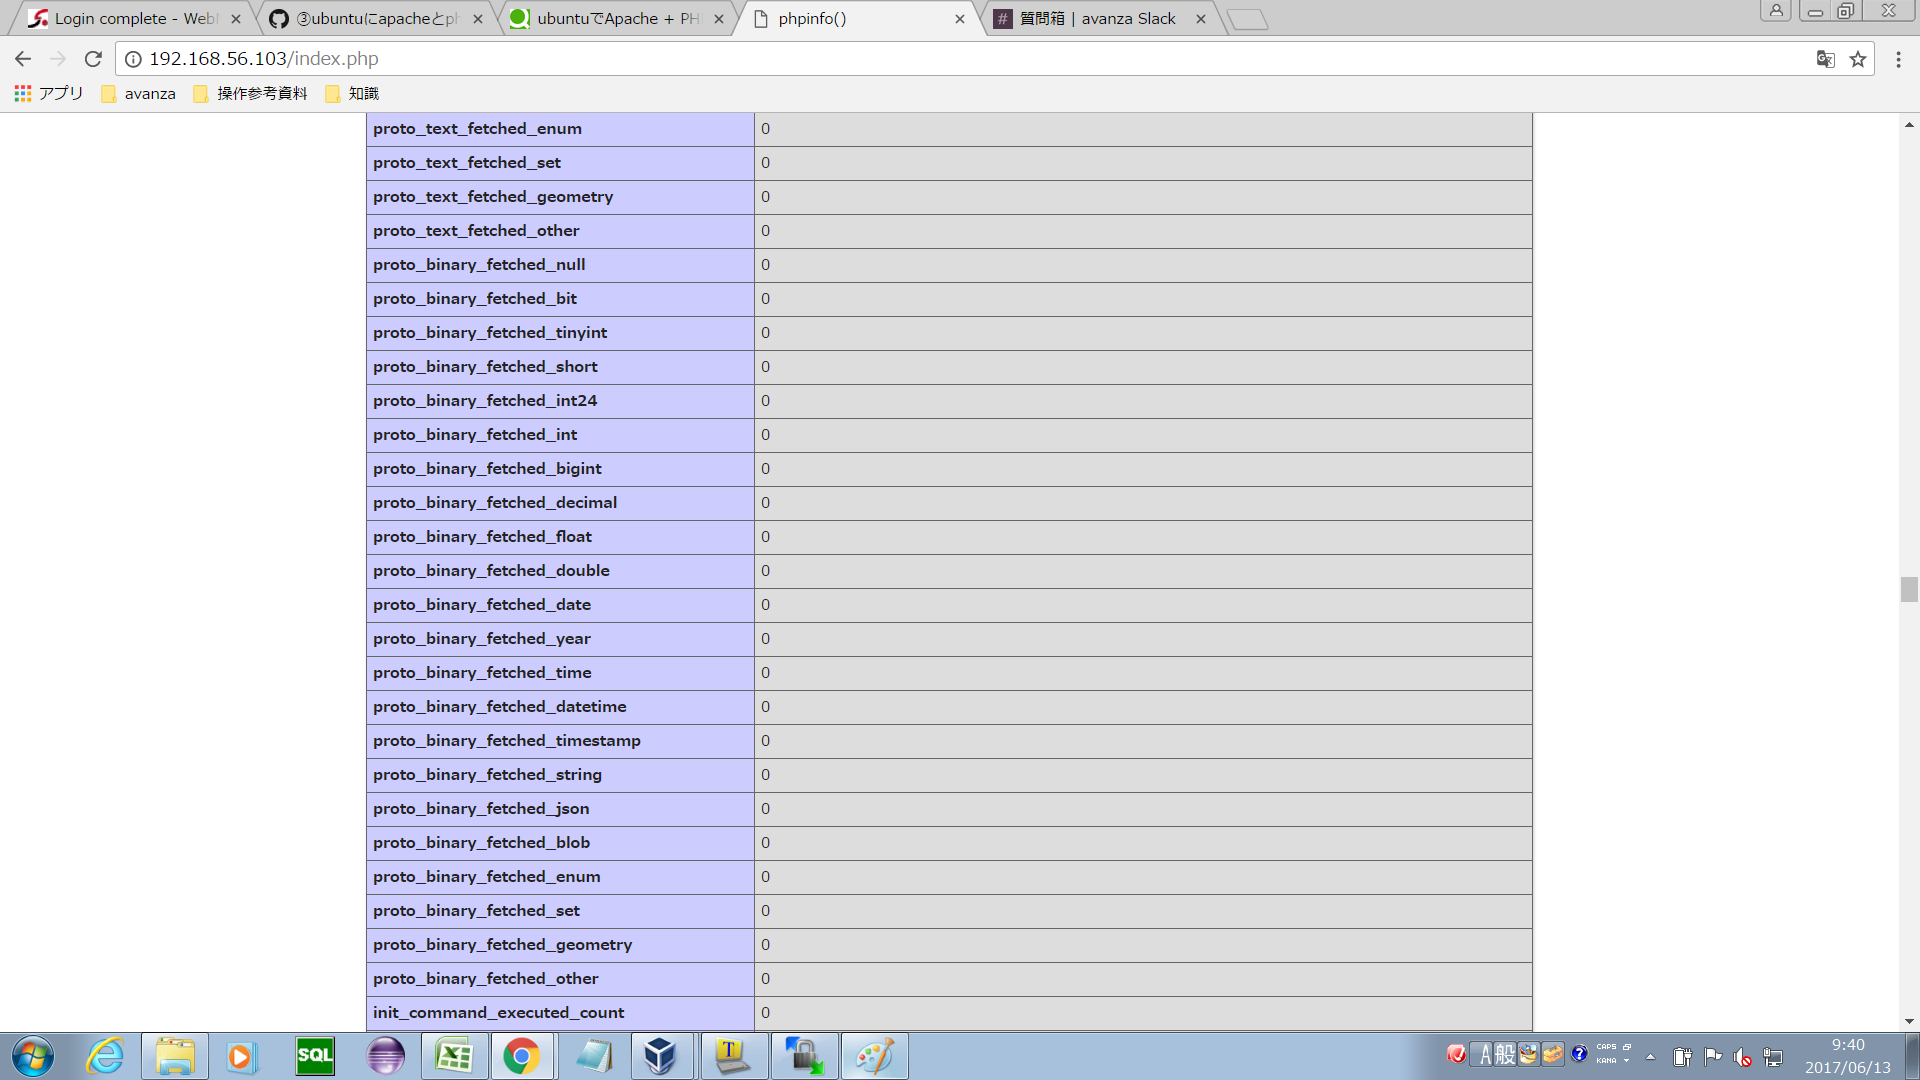 Login complete - Web
③ubuntuにapacheとph
ubuntuでApache + PH
phpinfo()
質問箱 | avanza Slack
192.168.56.103/index.php
アプリ avanza 操作参考資料 知識
proto_text_fetched_enum 0
proto_text_fetched_set 0
proto_text_fetched_geometry 0
proto_text_fetched_other 0
proto_binary_fetched_null 0
proto_binary_fetched_bit 0
proto_binary_fetched_tinyint 0
proto_binary_fetched_short 0
proto_binary_fetched_int24 0
proto_binary_fetched_int 0
proto_binary_fetched_bigint 0
proto_binary_fetched_decimal 0
proto_binary_fetched_float 0
proto_binary_fetched_double 0
proto_binary_fetched_date 0
proto_binary_fetched_year 0
proto_binary_fetched_time 0
proto_binary_fetched_datetime 0
proto_binary_fetched_timestamp 0
proto_binary_fetched_string 0
proto_binary_fetched_json 0
proto_binary_fetched_blob 0
proto_binary_fetched_enum 0
proto_binary_fetched_set 0
proto_binary_fetched_geometry 0
proto_binary_fetched_other 0
init_command_executed_count 0
SQL
A 般
CAPS
KANA
9:40
2017/06/13